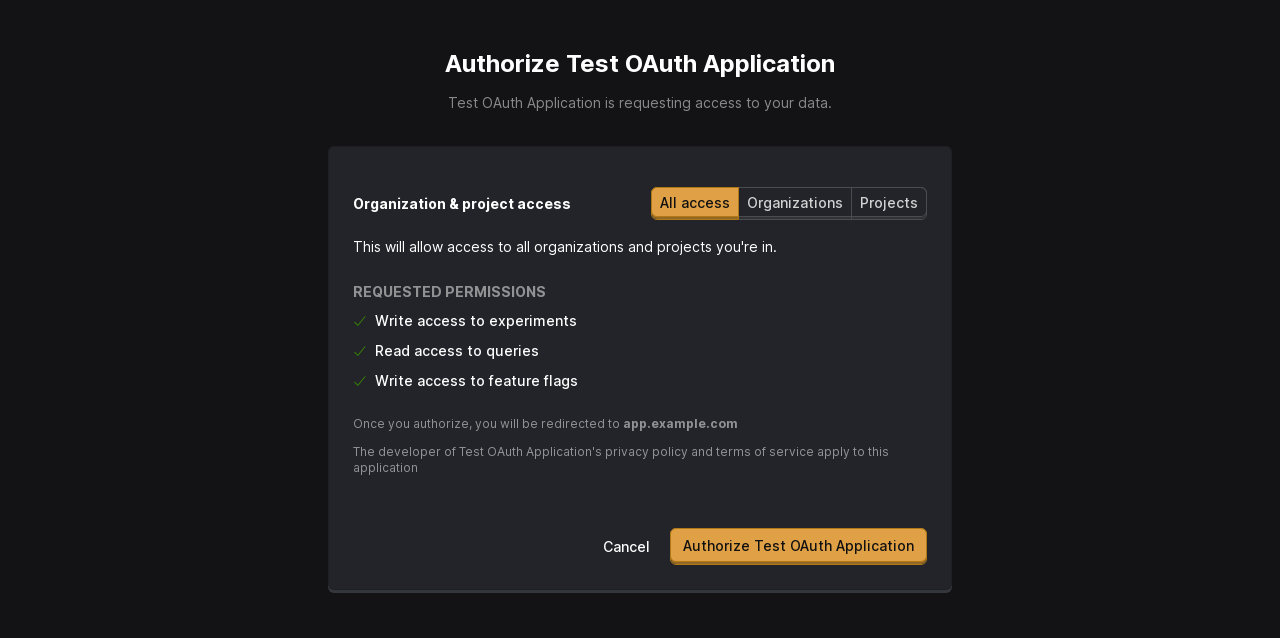 Authorize Test OAuth Application
Test OAuth Application is requesting access to your data.
Organization & project access
All access
Organizations
Projects
This will allow access to all organizations and projects you're in.
REQUESTED PERMISSIONS
Write access to experiments
Read access to queries
Write access to feature flags
Once you authorize, you will be redirected to app.example.com
The developer of Test OAuth Application's privacy policy and terms of service apply to this
application
Cancel
Authorize Test OAuth Application